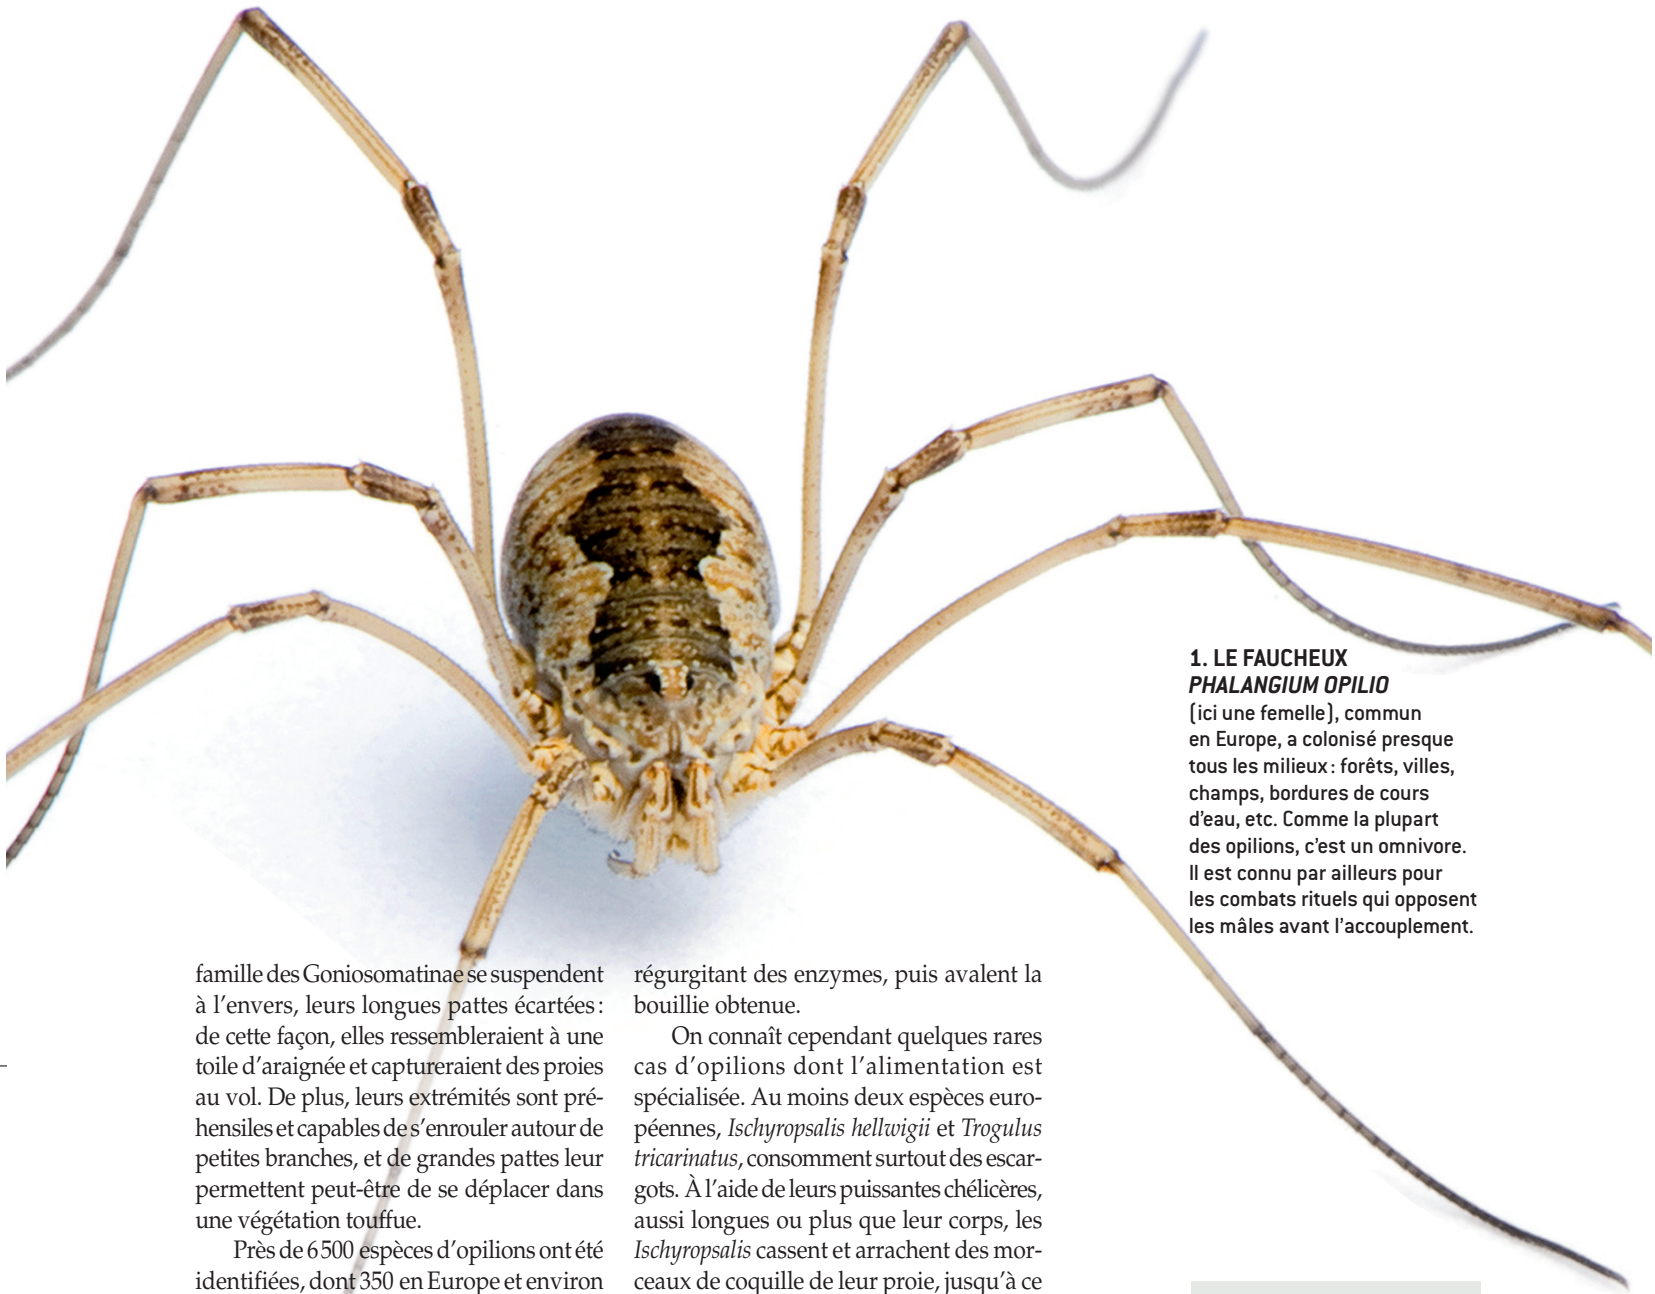 1. LE FAUCHEUX
PHALANGIUM OPILIO
(ici une femelle), commun
en Europe, a colonisé presque
tous les milieux : forêts, villes,
champs, bordures de cours
d’eau, etc. Comme la plupart
des opilions, c’est un omnivore.
Il est connu par ailleurs pour
les combats rituels qui opposent
les mâles avant l’accouplement.
famille des Goniosomatinae se suspendent
à l’envers, leurs longues pattes écartées :
de cette façon, elles ressembleraient à une
toile d’araignée et captureraient des proies
au vol. De plus, leurs extrémités sont pré-
hensiles et capables de s’enrouler autour de
petites branches, et de grandes pattes leur
permettent peut-être de se déplacer dans
une végétation touffue.
Près de 6 500 espèces d’opilions ont été
identifiées, dont 350 en Europe et environ
régurgitant des enzymes, puis avalent la
bouillie obtenue.
On connaît cependant quelques rares
cas d’opilions dont l’alimentation est
spécialisée. Au moins deux espèces euro-
péennes, Ischyropsalis hellwigii et Trogulus
tricarinatus, consomment surtout des escar-
gots. À l’aide de leurs puissantes chélicères,
aussi longues ou plus que leur corps, les
Ischyropsalis cassent et arrachent des mor-
ceaux de coquille de leur proie, jusqu’à ce